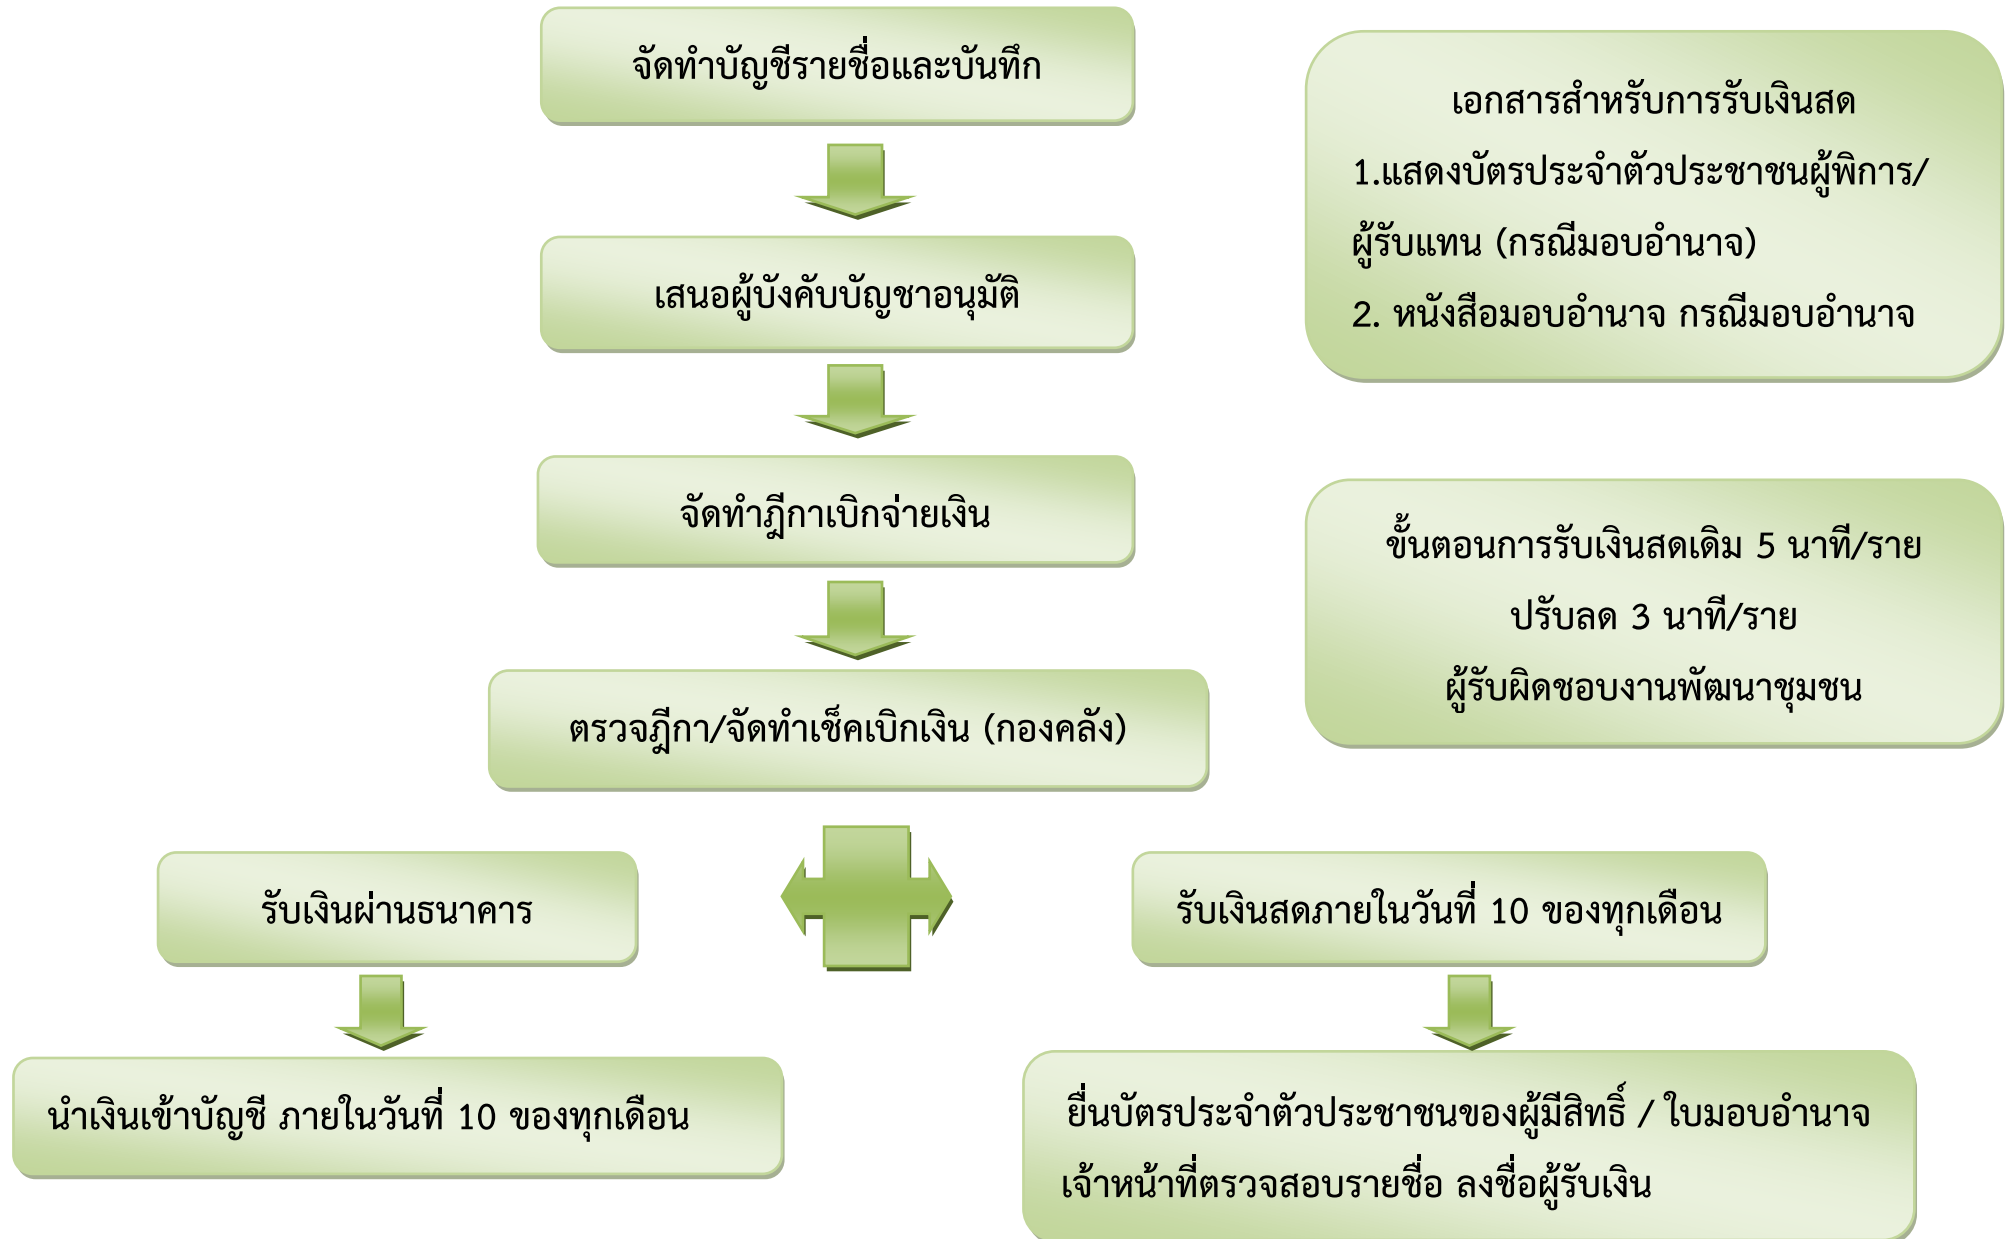 จัดทำบัญชีรายชื่อและบันทึก
เสนอผู้บังคับบัญชาอนุมัติ
จัดทำฎีกาเบิกจ่ายเงิน
ตรวจฎีกา/จัดทำเช็คเบิกเงิน (กองคลัง)
รับเงินผ่านธนาคาร
นำเงินเข้าบัญชี ภายในวันที่ 10 ของทุกเดือน
รับเงินสดภายในวันที่ 10 ของทุกเดือน
ยื่นบัตรประจำตัวประชาชนของผู้มีสิทธิ์ / ใบมอบอำนาจ
เจ้าหน้าที่ตรวจสอบรายชื่อ ลงชื่อผู้รับเงิน
เอกสารสำหรับการรับเงินสด
1.แสดงบัตรประจำตัวประชาชนผู้พิการ/
ผู้รับแทน (กรณีมอบอำนาจ)
2. หนังสือมอบอำนาจ กรณีมอบอำนาจ
ขั้นตอนการรับเงินสดเดิม 5 นาที/ราย
ปรับลด 3 นาที/ราย
ผู้รับผิดชอบงานพัฒนาชุมชน